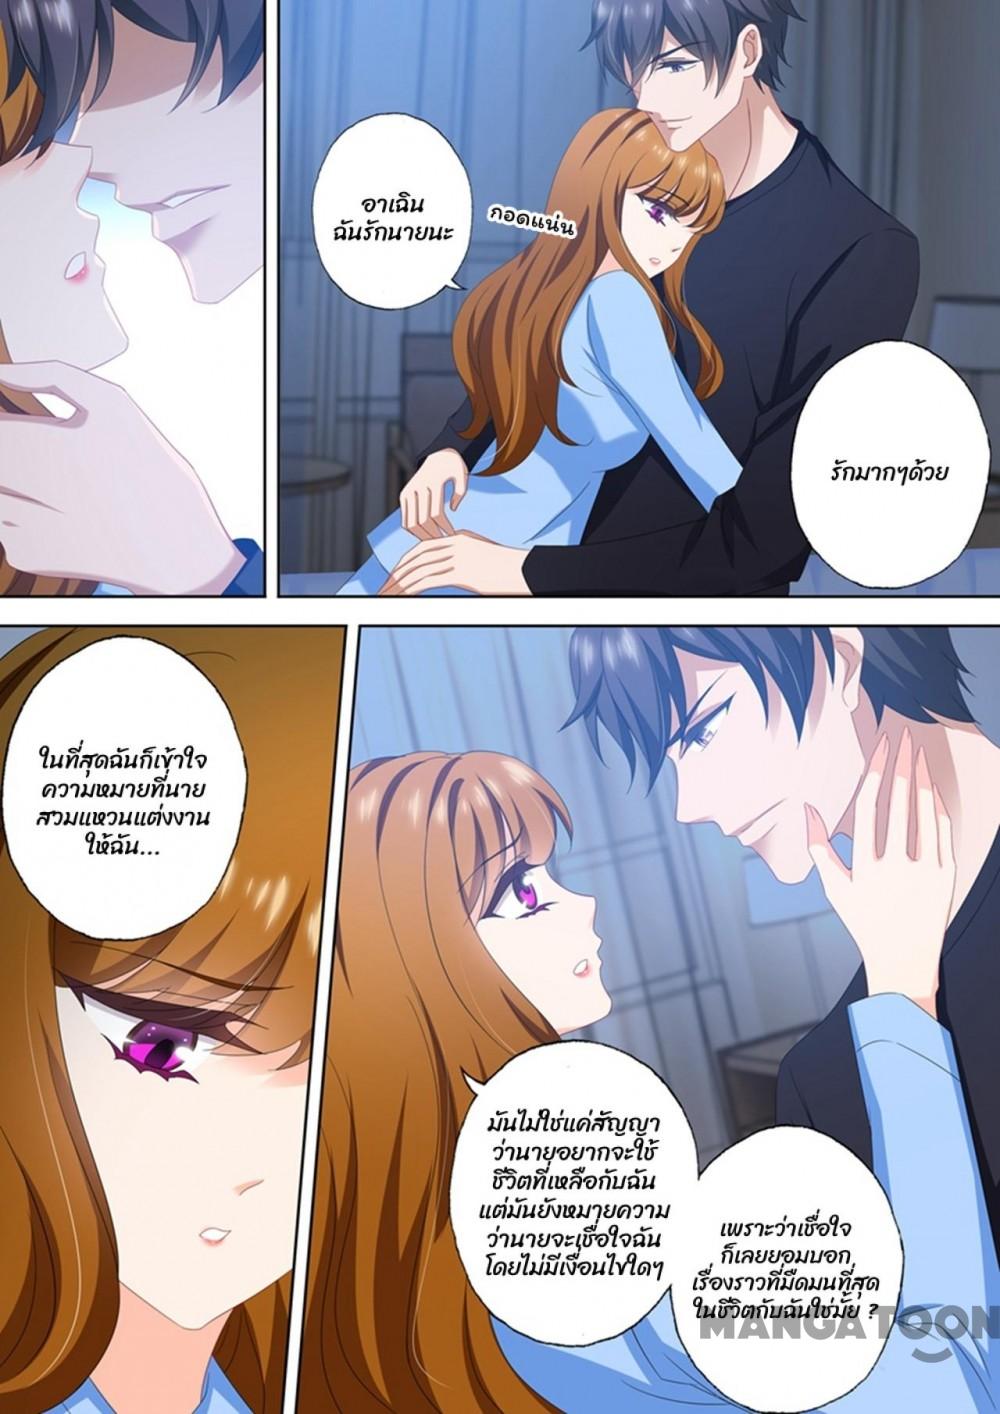 อาเฉิน
ฉันรักนายนะ
กอดแน่น
รักมากๆด้วย
ในที่สุดฉันก็เข้าใจ
ความหมายที่นาย
สวมแหวนแต่งงาน
ให้ฉัน...
มันไม่ใช่แค่สัญญา
ว่านายอยากจะใช้
ชีวิตที่เหลือกับฉัน
แต่มันยังหมายความ
ว่านายจะเชื่อใจฉัน
โดยไม่มีเงื่อนไขใดๆ
เพราะว่าเชื่อใจ
ก็เลยยอมบอก
เรื่องราวที่มืดมนที่สุด
ในชีวิตกับฉันใช่มั้ย ?
MANGATOON